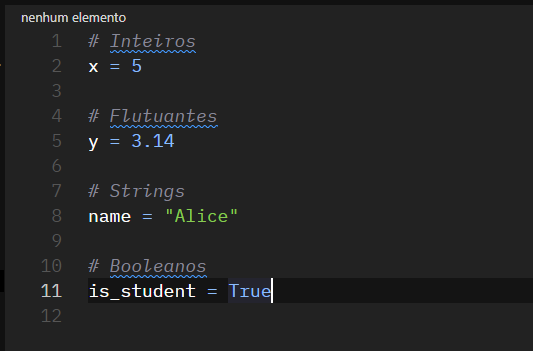 nenhum elemento
1 # Inteiros
2 x = 5
3
4 # Flutuantes
5 y = 3.14
6
7 # Strings
8 name = "Alice"
9
10 # Booleanos
11 is_student = True
12